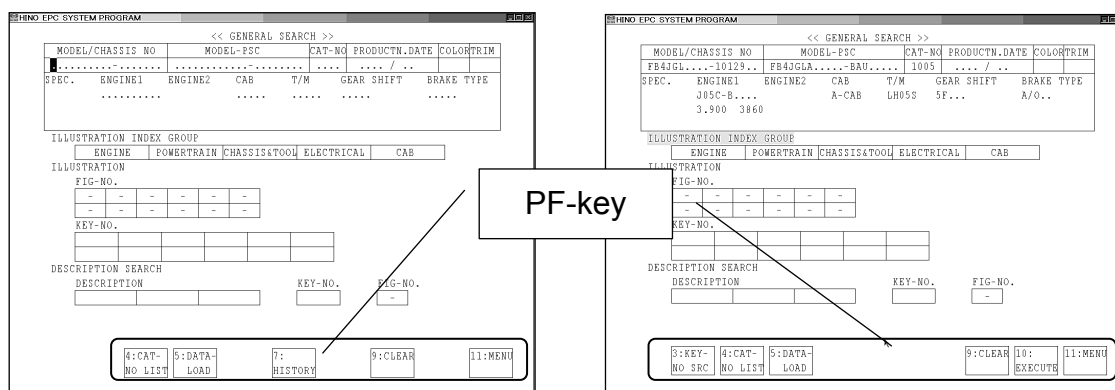 HINO EPC SYSTEM PROGRAM
<< GENERAL SEARCH >>
MODEL/CHASSIS NO MODEL-PSC CAT-NO PRODUCTN.DATE COLOR TRIM
..........-....... ............-........ .... .... / ..
SPEC. ENGINE1 ENGINE2 CAB T/M GEAR SHIFT BRAKE TYPE
.......... ..... ..... ..... .....
ILLUSTRATION INDEX GROUP
ENGINE POWERTRAIN CHASSIS&TOOL ELECTRICAL CAB
ILLUSTRATION
FIG-NO.
- - - - - -
- - - - - -
KEY-NO.
DESCRIPTION SEARCH
DESCRIPTION KEY-NO. FIG-NO.
-
4:CAT- 5:DATA- 7: 9:CLEAR 11:MENU
NO LIST LOAD HISTORY
PF-key
HINO EPC SYSTEM PROGRAM
<< GENERAL SEARCH >>
MODEL/CHASSIS NO MODEL-PSC CAT-NO PRODUCTN.DATE COLOR TRIM
FB4JGL....-10129.. FB4JGLA.....-BAU..... 1005 .... / ..
SPEC. ENGINE1 ENGINE2 CAB T/M GEAR SHIFT BRAKE TYPE
J05C-B.... A-CAB LH05S 5F... A/O..
3.900 3860
ILLUSTRATION INDEX GROUP
ENGINE POWERTRAIN CHASSIS&TOOL ELECTRICAL CAB
ILLUSTRATION
FIG-NO.
- - - - - -
- - - - - -
KEY-NO.
DESCRIPTION SEARCH
DESCRIPTION KEY-NO. FIG-NO.
-
3:KEY- 4:CAT- 5:DATA- 9:CLEAR 10: 11:MENU
NO SRC NO LIST LOAD EXECUTE